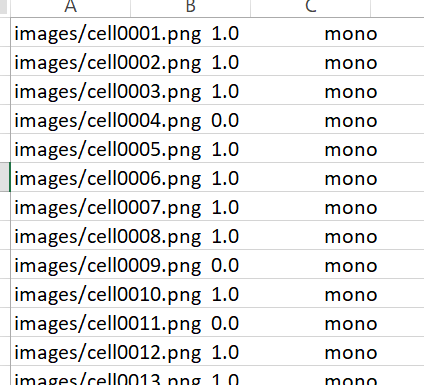 A B C
images/cell0001.png 1.0 mono
images/cell0002.png 1.0 mono
images/cell0003.png 1.0 mono
images/cell0004.png 0.0 mono
images/cell0005.png 1.0 mono
images/cell0006.png 1.0 mono
images/cell0007.png 1.0 mono
images/cell0008.png 1.0 mono
images/cell0009.png 0.0 mono
images/cell0010.png 1.0 mono
images/cell0011.png 0.0 mono
images/cell0012.png 1.0 mono
images/cell0013.png 1.0 mono